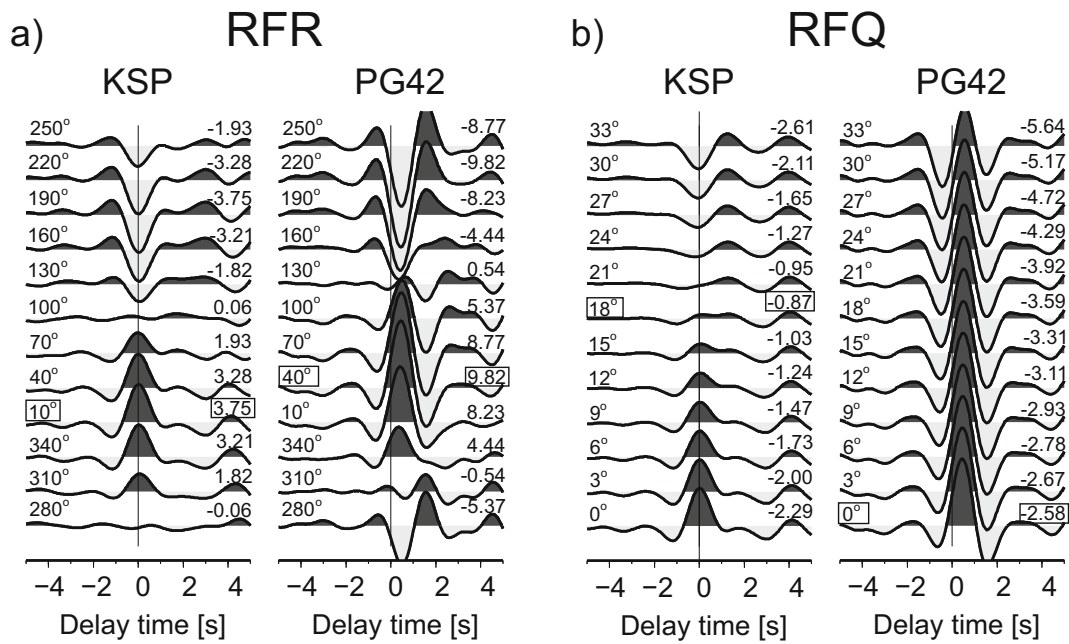 a) RFR
b) RFQ
KSP PG42 KSP PG42
250° -1.93 250° -8.77 33° -2.61 33° -5.64
220° -3.28 220° -9.82 30° -2.11 30° -5.17
190° -3.75 190° -8.23 27° -1.65 27° -4.72
160° -3.21 160° -4.44 24° -1.27 24° -4.29
130° -1.82 130° 0.54 21° -0.95 21° -3.92
100° 0.06 100° 5.37 18° -0.87 18° -3.59
70° 1.93 70° 8.77 15° -1.03 15° -3.31
40° 3.28 40° 9.82 12° -1.24 12° -3.11
10° 3.75 10° 8.23 9° -1.47 9° -2.93
340° 3.21 340° 4.44 6° -1.73 6° -2.78
310° 1.82 310° -0.54 3° -2.00 3° -2.67
280° -0.06 280° -5.37 0° -2.29 0° -2.58
−4 −2 0 2 4 −4 −2 0 2 4 −4 −2 0 2 4 −4 −2 0 2 4
Delay time [s] Delay time [s] Delay time [s] Delay time [s]